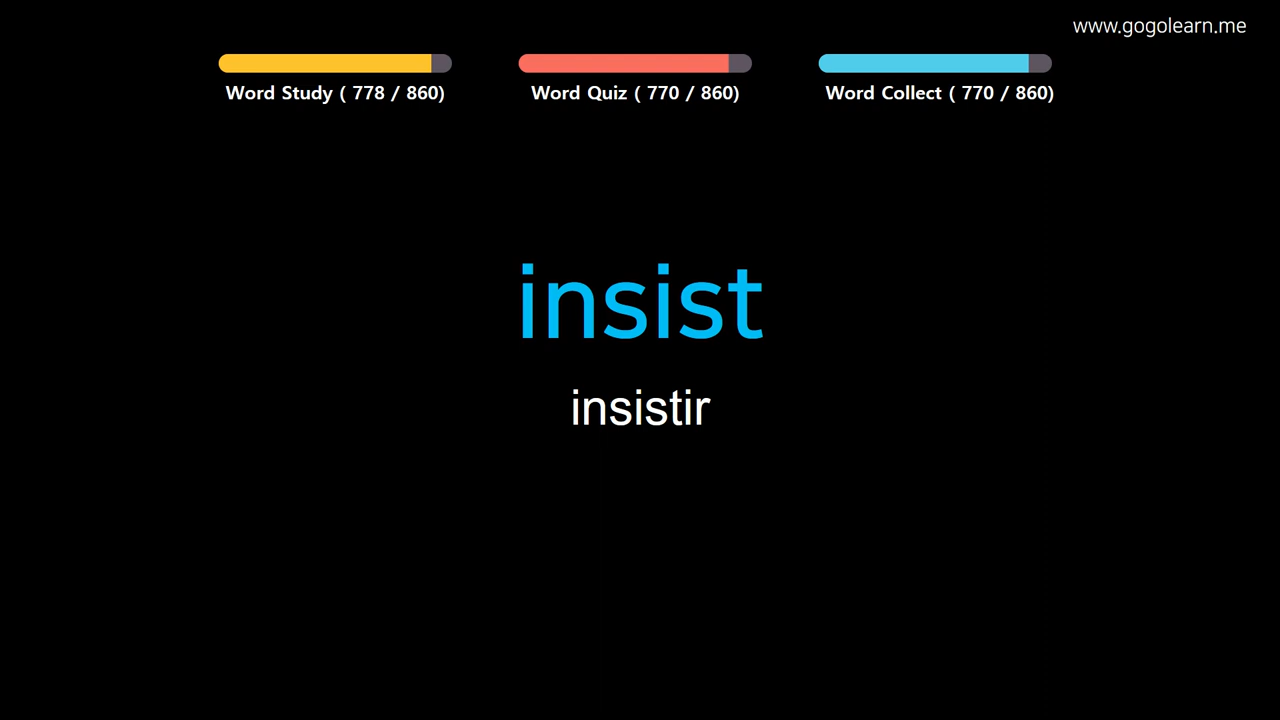 www.gogolearn.me
Word Study ( 778 / 860)
Word Quiz ( 770 / 860)
Word Collect ( 770 / 860)
insist
insistir